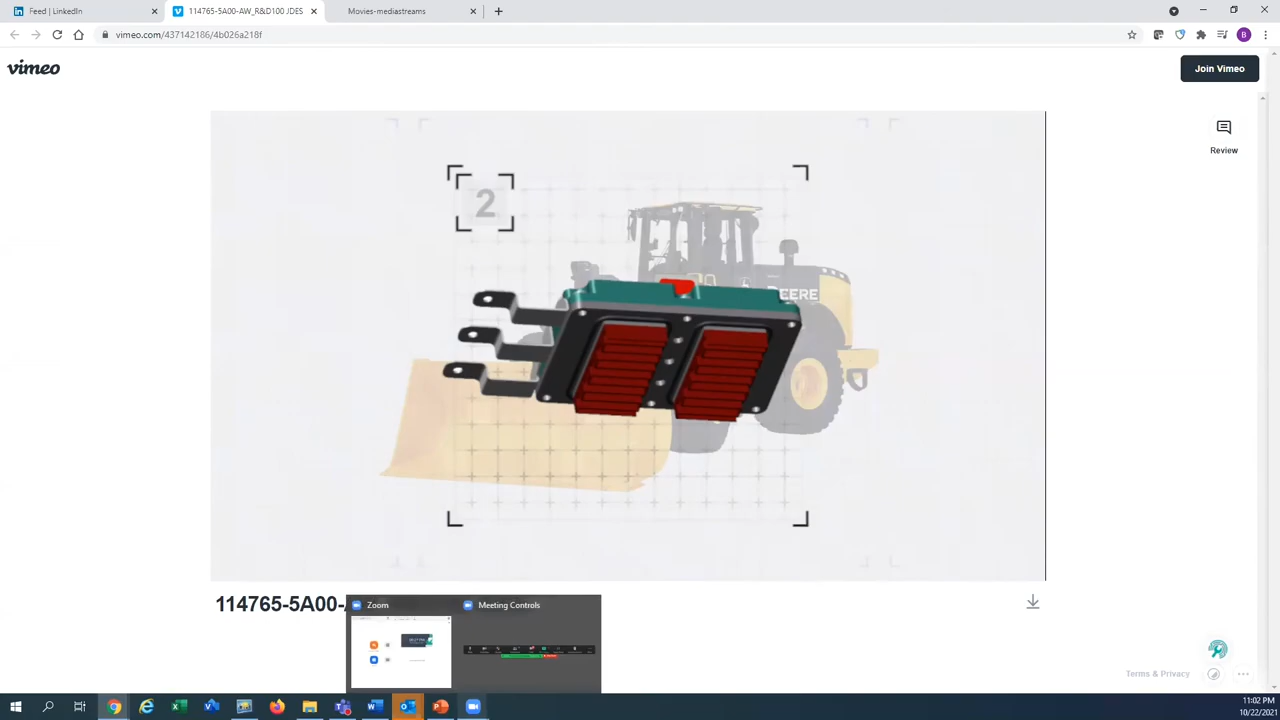 Feed | LinkedIn
114765-5A00-AW_R&D100 JDES
Movies-mediastreams
vimeo.com/437142186/4b026a218f
B
vimeo
Join Vimeo
Review
2
DEERE
114765-5A00-
Zoom
Meeting Controls
Terms & Privacy
11:02 PM
10/22/2021